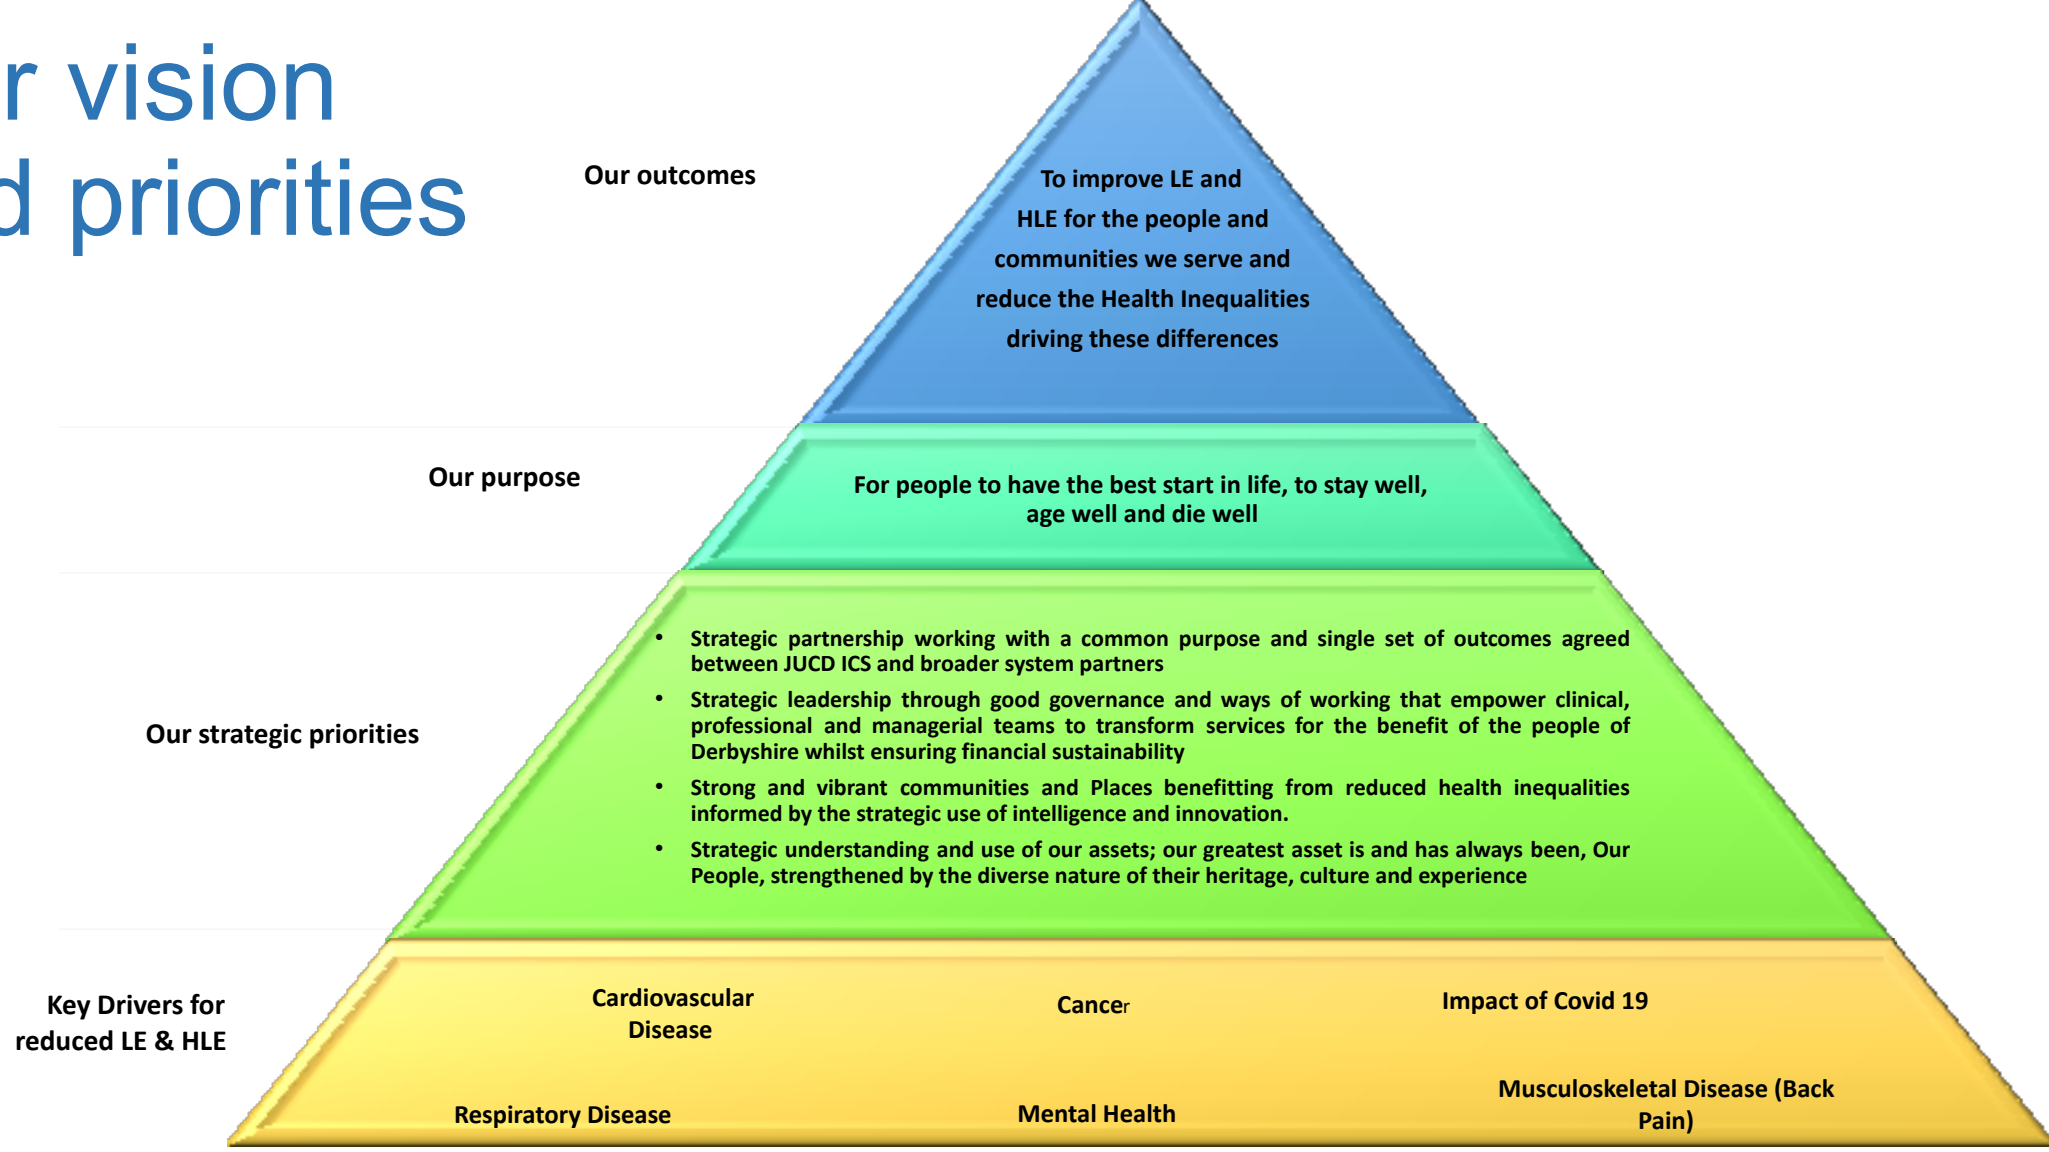 r vision
d priorities
Our outcomes
To improve LE and
HLE for the people and
communities we serve and
reduce the Health Inequalities
driving these differences
Our purpose
For people to have the best start in life, to stay well,
age well and die well
Our strategic priorities
• Strategic partnership working with a common purpose and single set of outcomes agreed
between JUCD ICS and broader system partners
• Strategic leadership through good governance and ways of working that empower clinical,
professional and managerial teams to transform services for the benefit of the people of
Derbyshire whilst ensuring financial sustainability
• Strong and vibrant communities and Places benefitting from reduced health inequalities
informed by the strategic use of intelligence and innovation.
• Strategic understanding and use of our assets; our greatest asset is and has always been, Our
People, strengthened by the diverse nature of their heritage, culture and experience
Key Drivers for
reduced LE & HLE
Cardiovascular
Disease
Cancer
Impact of Covid 19
Respiratory Disease
Mental Health
Musculoskeletal Disease (Back
Pain)